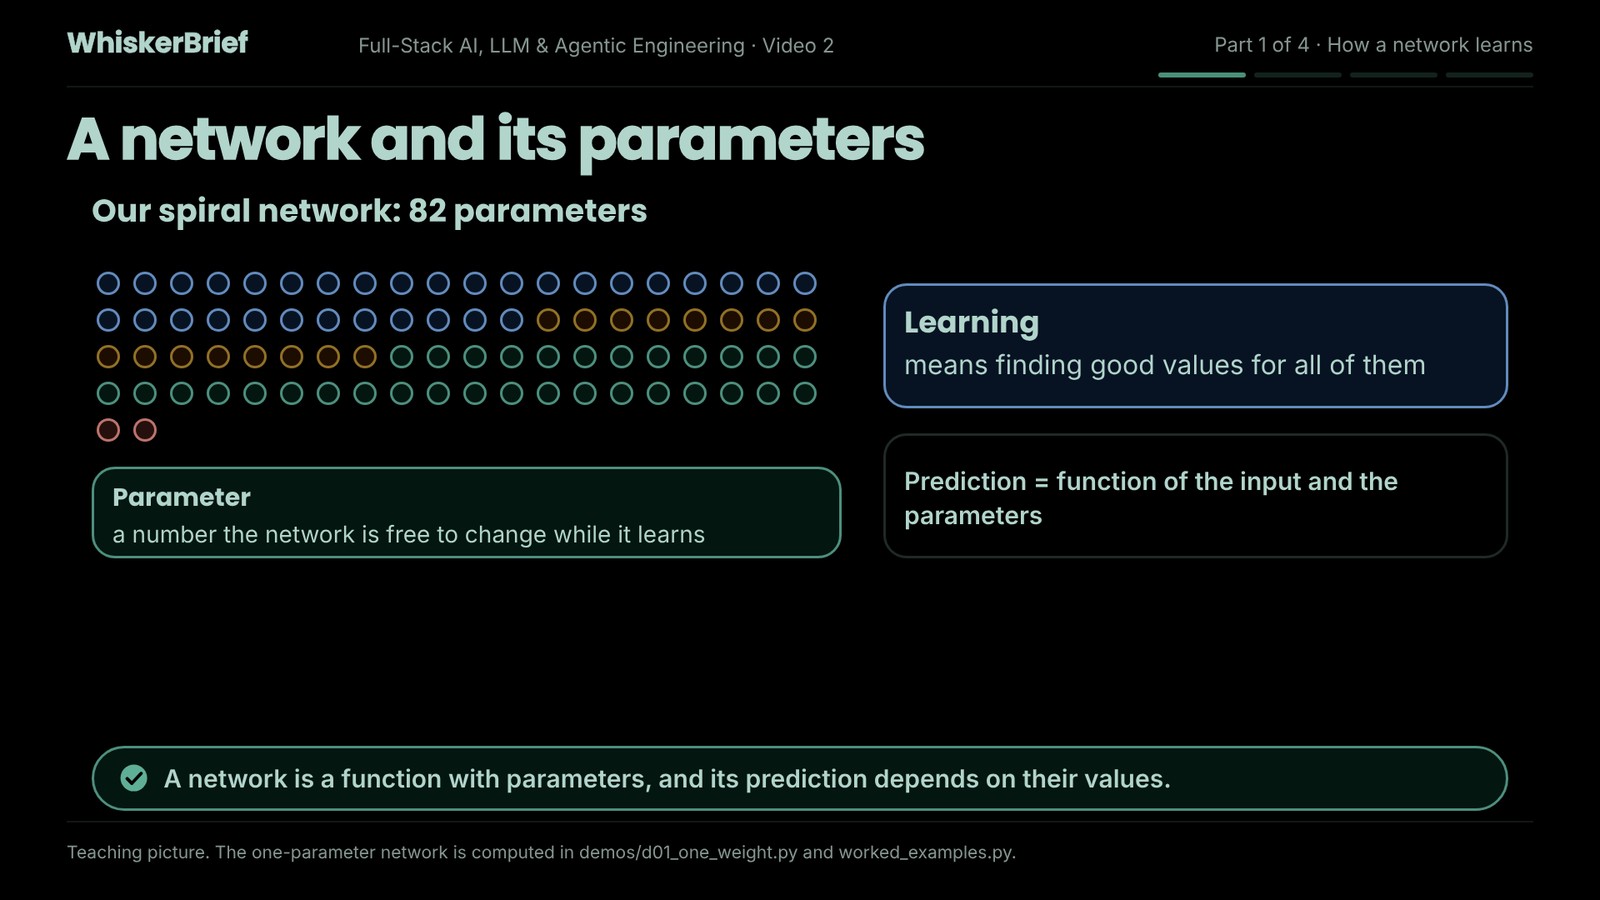 WhiskerBrief
Full-Stack AI, LLM & Agentic Engineering · Video 2
Part 1 of 4 · How a network learns
A network and its parameters
Our spiral network: 82 parameters
Learning
means finding good values for all of them
Parameter
a number the network is free to change while it learns
Prediction = function of the input and the
parameters
A network is a function with parameters, and its prediction depends on their values.
Teaching picture. The one-parameter network is computed in demos/d01_one_weight.py and worked_examples.py.